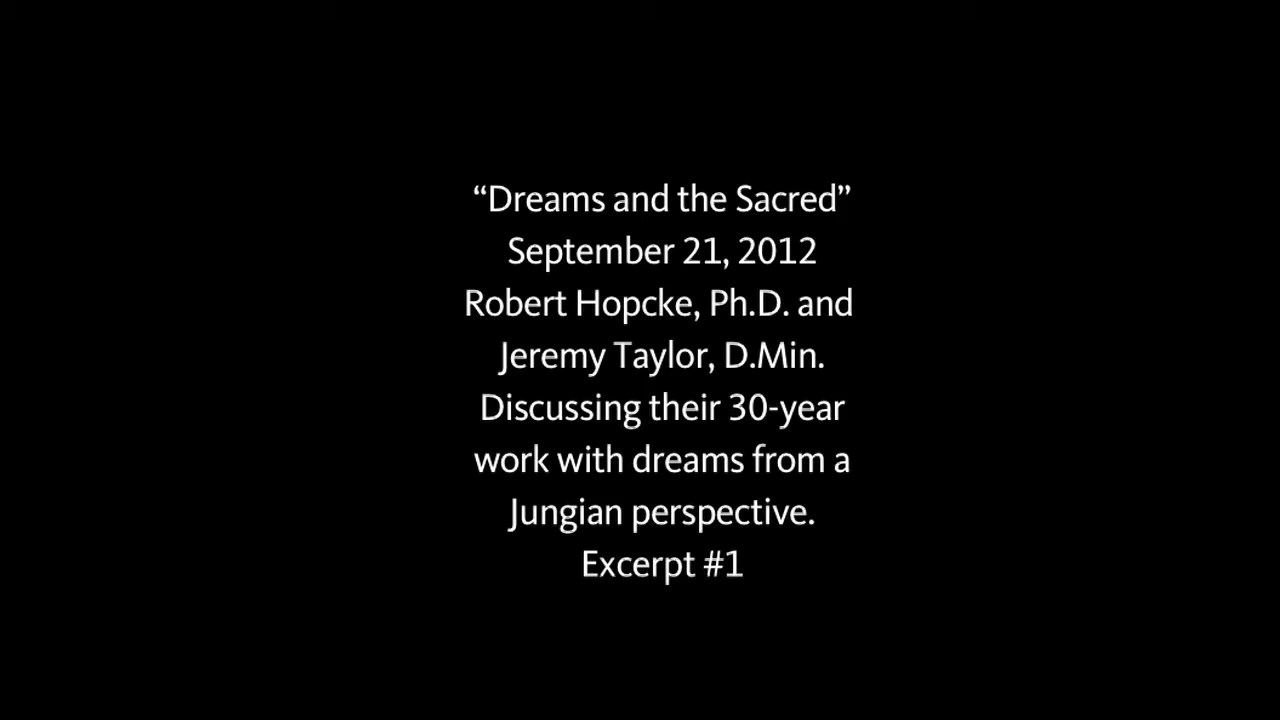 “Dreams and the Sacred”
September 21, 2012
Robert Hopcke, Ph.D. and
Jeremy Taylor, D.Min.
Discussing their 30-year
work with dreams from a
Jungian perspective.
Excerpt #1